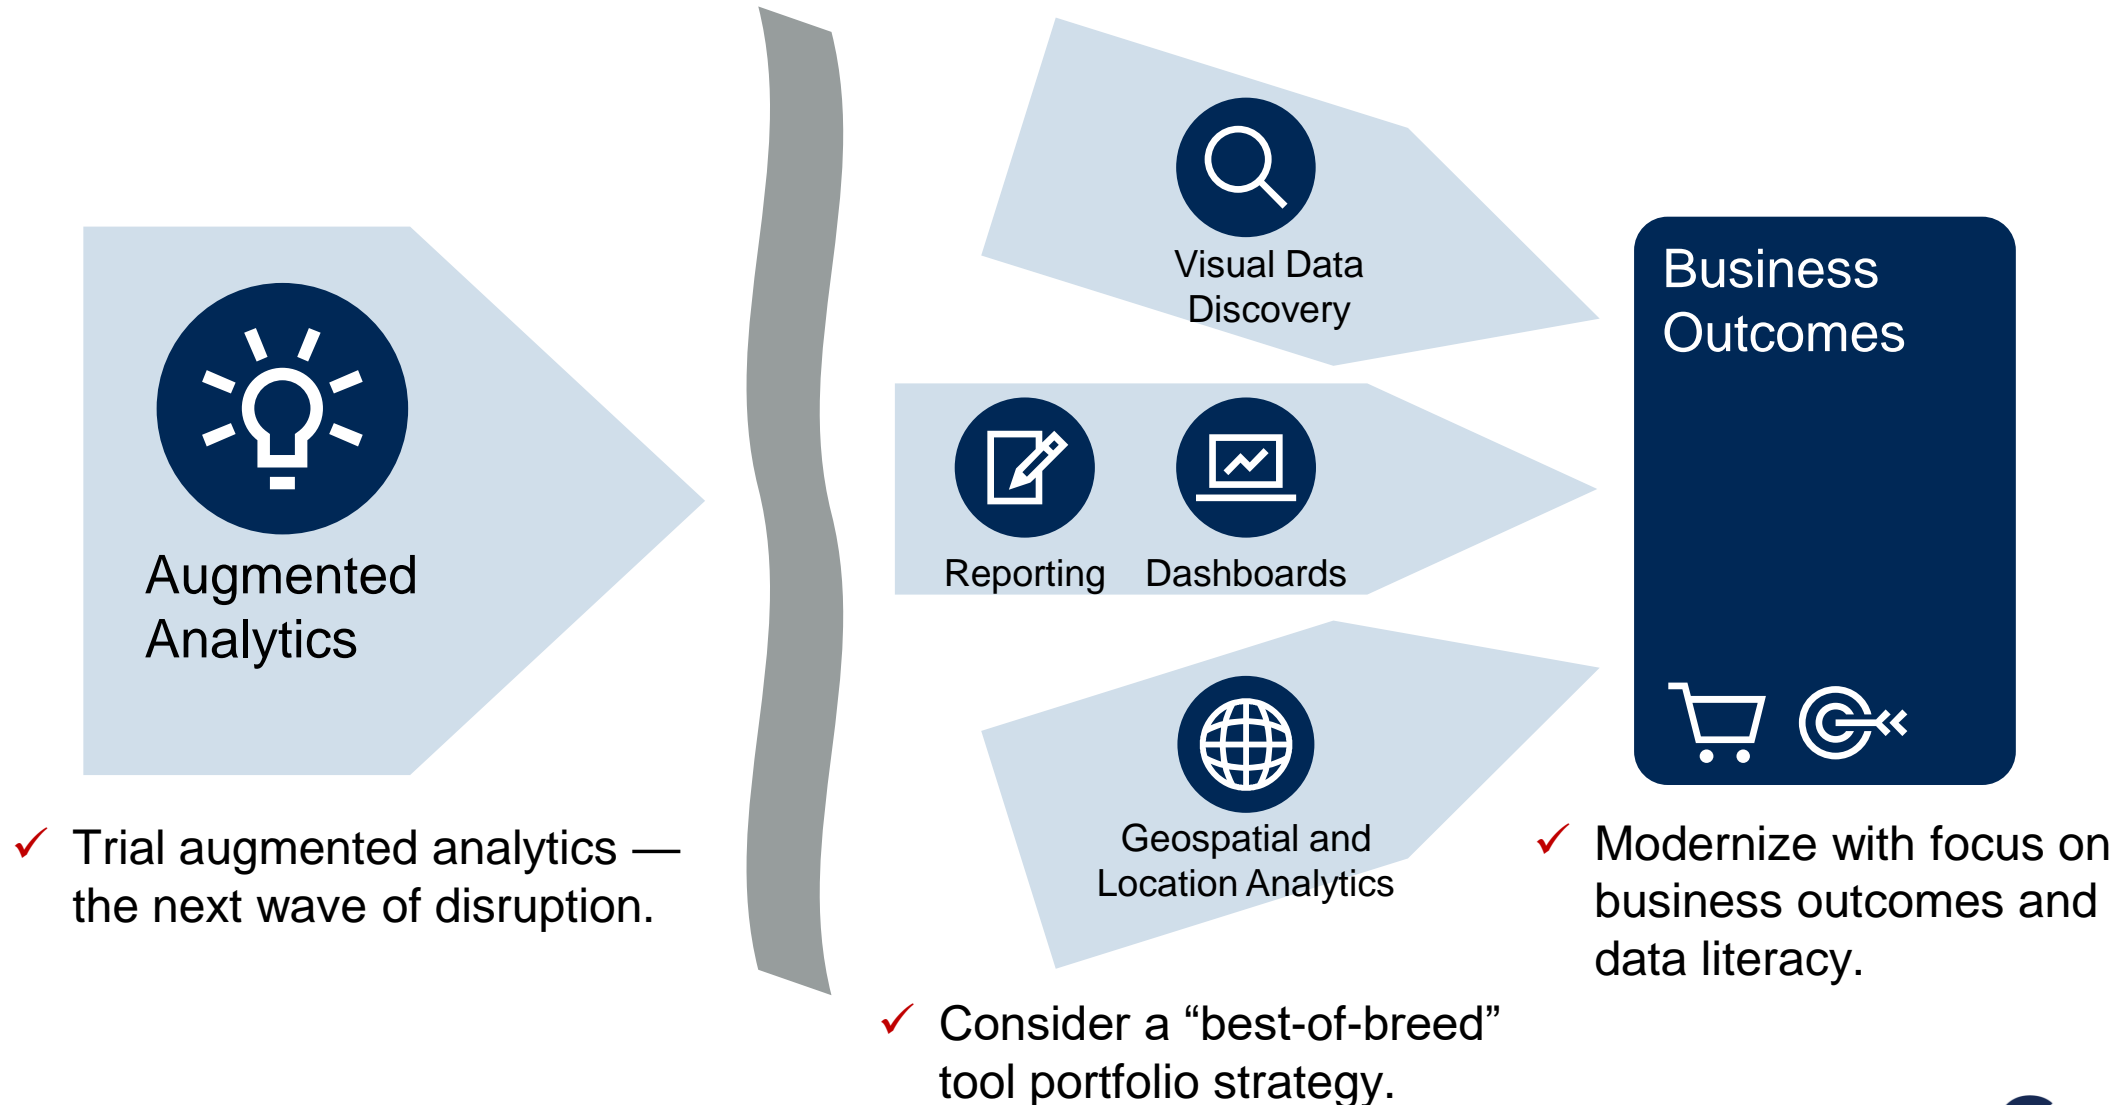 Augmented
Analytics
✓ Trial augmented analytics —
the next wave of disruption.
Visual Data
Discovery
Reporting Dashboards
Geospatial and
Location Analytics
✓ Consider a “best-of-breed”
tool portfolio strategy.
Business
Outcomes
✓ Modernize with focus on
business outcomes and
data literacy.